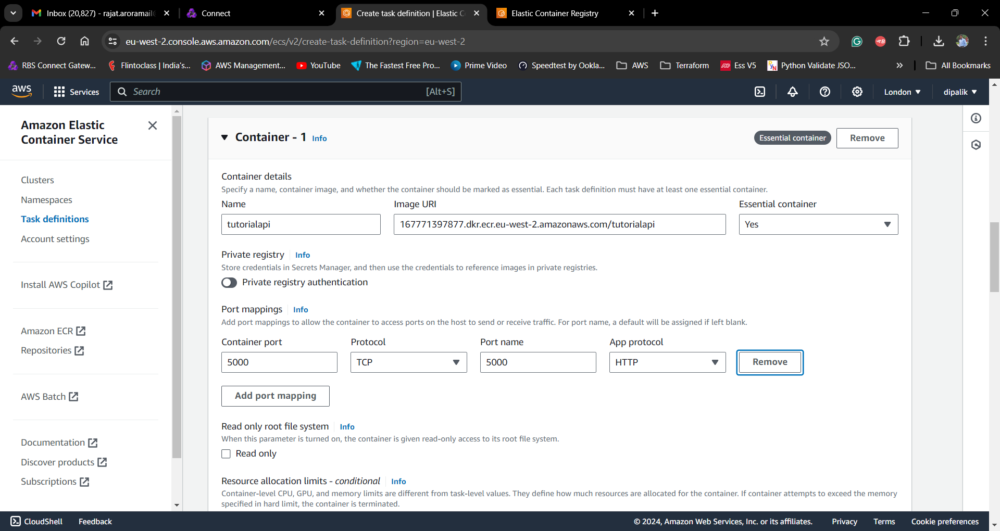 Inbox (20,827) - rajat.aroramail
Connect
Create task definition | Elastic C
Elastic Container Registry
eu-west-2.console.aws.amazon.com/ecs/v2/create-task-definition?region=eu-west-2
RBS Connect Gatew...
Flintoclass | India's...
AWS Management...
YouTube
The Fastest Free Pro...
Prime Video
Speedtest by Ookla...
AWS
Terraform
Ess V5
Python Validate JSO...
All Bookmarks
aws
Services
Search
[Alt+S]
London
dipalik
Amazon Elastic
Container Service
Clusters
Namespaces
Task definitions
Account settings
Install AWS Copilot
Amazon ECR
Repositories
AWS Batch
Documentation
Discover products
Subscriptions
Container - 1 Info
Essential container
Remove
Container details
Specify a name, container image, and whether the container should be marked as essential. Each task definition must have at least one essential container.
Name
Image URI
Essential container
tutorialapi
167771397877.dkr.ecr.eu-west-2.amazonaws.com/tutorialapi
Yes
Private registry Info
Store credentials in Secrets Manager, and then use the credentials to reference images in private registries.
Private registry authentication
Port mappings Info
Add port mappings to allow the container to access ports on the host to send or receive traffic. For port name, a default will be assigned if left blank.
Container port
Protocol
Port name
App protocol
5000
TCP
5000
HTTP
Remove
Add port mapping
Read only root file system Info
When this parameter is turned on, the container is given read-only access to its root file system.
Read only
Resource allocation limits - conditional Info
Container-level CPU, GPU, and memory limits are different from task-level values. They define how much resources are allocated for the container. If container attempts to exceed the memory
specified in hard limit, the container is terminated.
CloudShell
Feedback
© 2024, Amazon Web Services, Inc. or its affiliates.
Privacy
Terms
Cookie preferences